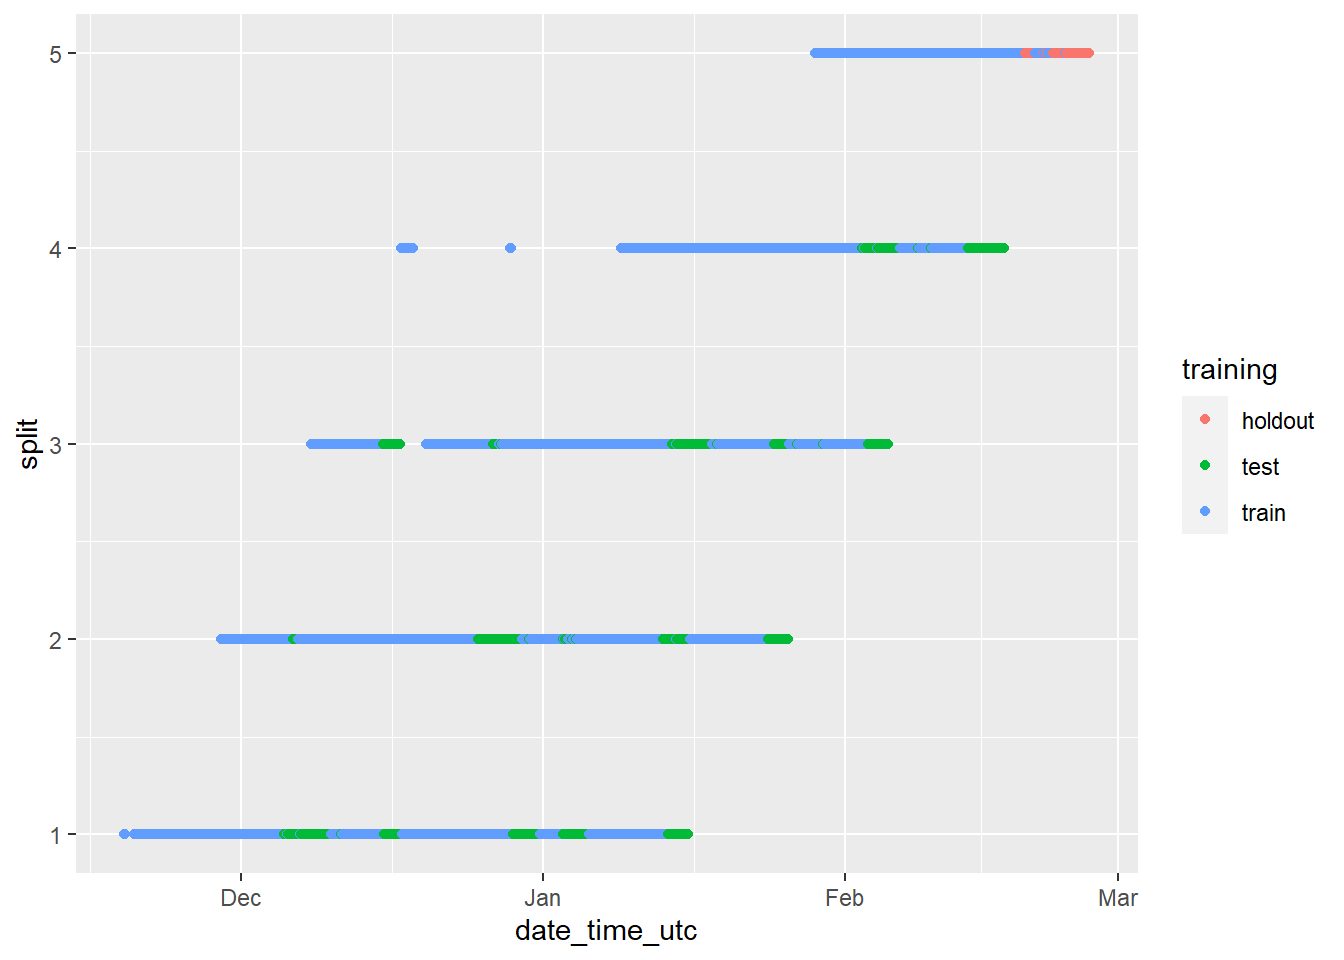 5
4
3
2
1
split
Dec Jan Feb Mar
date_time_utc
training
holdout
test
train